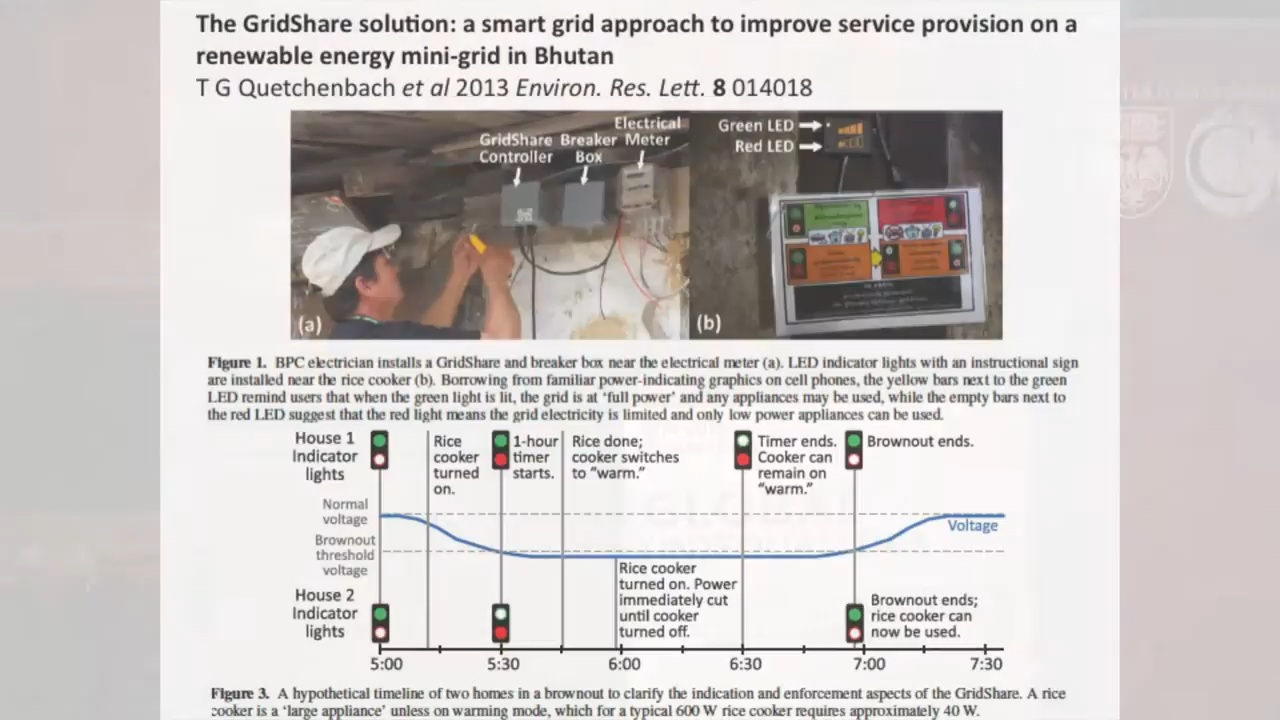 The GridShare solution: a smart grid approach to improve service provision on a
renewable energy mini-grid in Bhutan
T G Quetchenbach et al 2013 Environ. Res. Lett. 8 014018
GridShare Controller
Breaker Box
Electrical Meter
(a)
Green LED
Red LED
(b)
Figure 1. BPC electrician installs a GridShare and breaker box near the electrical meter (a). LED indicator lights with an instructional sign
are installed near the rice cooker (b). Borrowing from familiar power-indicating graphics on cell phones, the yellow bars next to the green
LED remind users that when the green light is lit, the grid is at ‘full power’ and any appliances may be used, while the empty bars next to
the red LED suggest that the red light means the grid electricity is limited and only low power appliances can be used.
House 1
Indicator
lights
Rice
cooker
turned
on.
1-hour
timer
starts.
Rice done;
cooker switches
to “warm.”
Timer ends.
Cooker can
remain on
“warm.”
Brownout ends.
Normal
voltage
Voltage
Brownout
threshold
voltage
Rice cooker
turned on. Power
immediately cut
until cooker
turned off.
House 2
Indicator
lights
Brownout ends;
rice cooker can
now be used.
5:00 5:30 6:00 6:30 7:00 7:30
Figure 3. A hypothetical timeline of two homes in a brownout to clarify the indication and enforcement aspects of the GridShare. A rice
cooker is a ‘large appliance’ unless on warming mode, which for a typical 600 W rice cooker requires approximately 40 W.